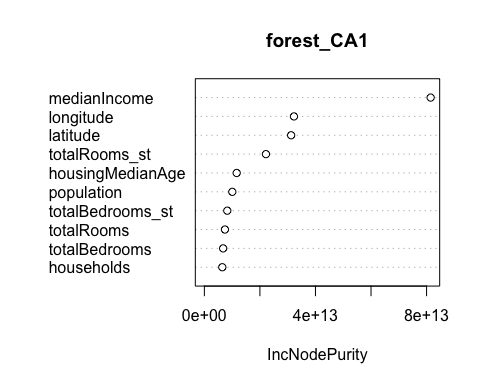 forest_CA1
medianIncome
longitude
latitude
totalRooms_st
housingMedianAge
population
totalBedrooms_st
totalRooms
totalBedrooms
households
0e+00 4e+13 8e+13
IncNodePurity